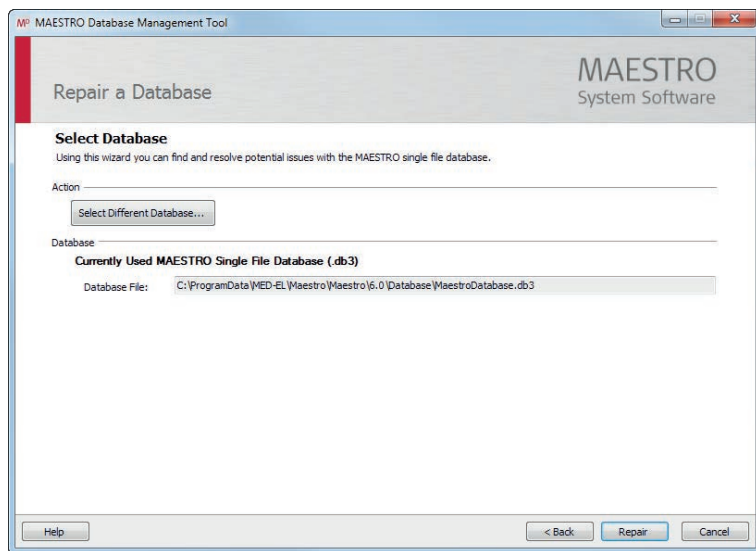 MAESTRO Database Management Tool
MAESTRO
Repair a Database
System Software
Select Database
Using this wizard you can find and resolve potential issues with the MAESTRO single file database.
Action
Select Different Database...
Database
Currently Used MAESTRO Single File Database (.db3)
Database File: C:\ProgramData\MED-EL\Maestro\Maestro\6.0\Database\MaestroDatabase.db3
Help < Back Repair Cancel